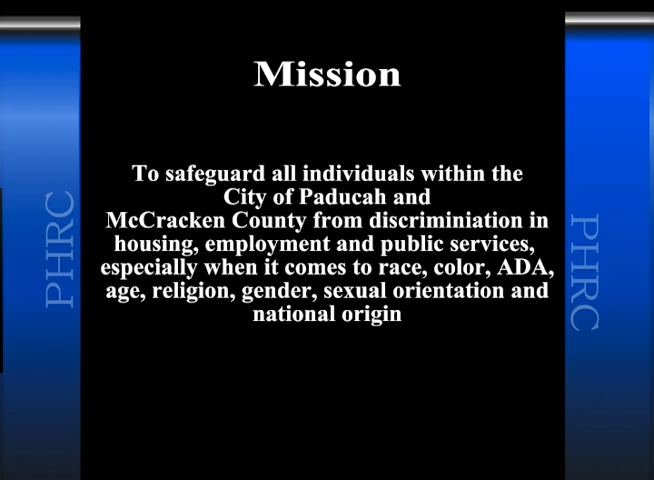 Mission
To safeguard all individuals within the
City of Paducah and
McCracken County from discriminiation in
housing, employment and public services,
especially when it comes to race, color, ADA,
age, religion, gender, sexual orientation and
national origin
PHRC
PHRC